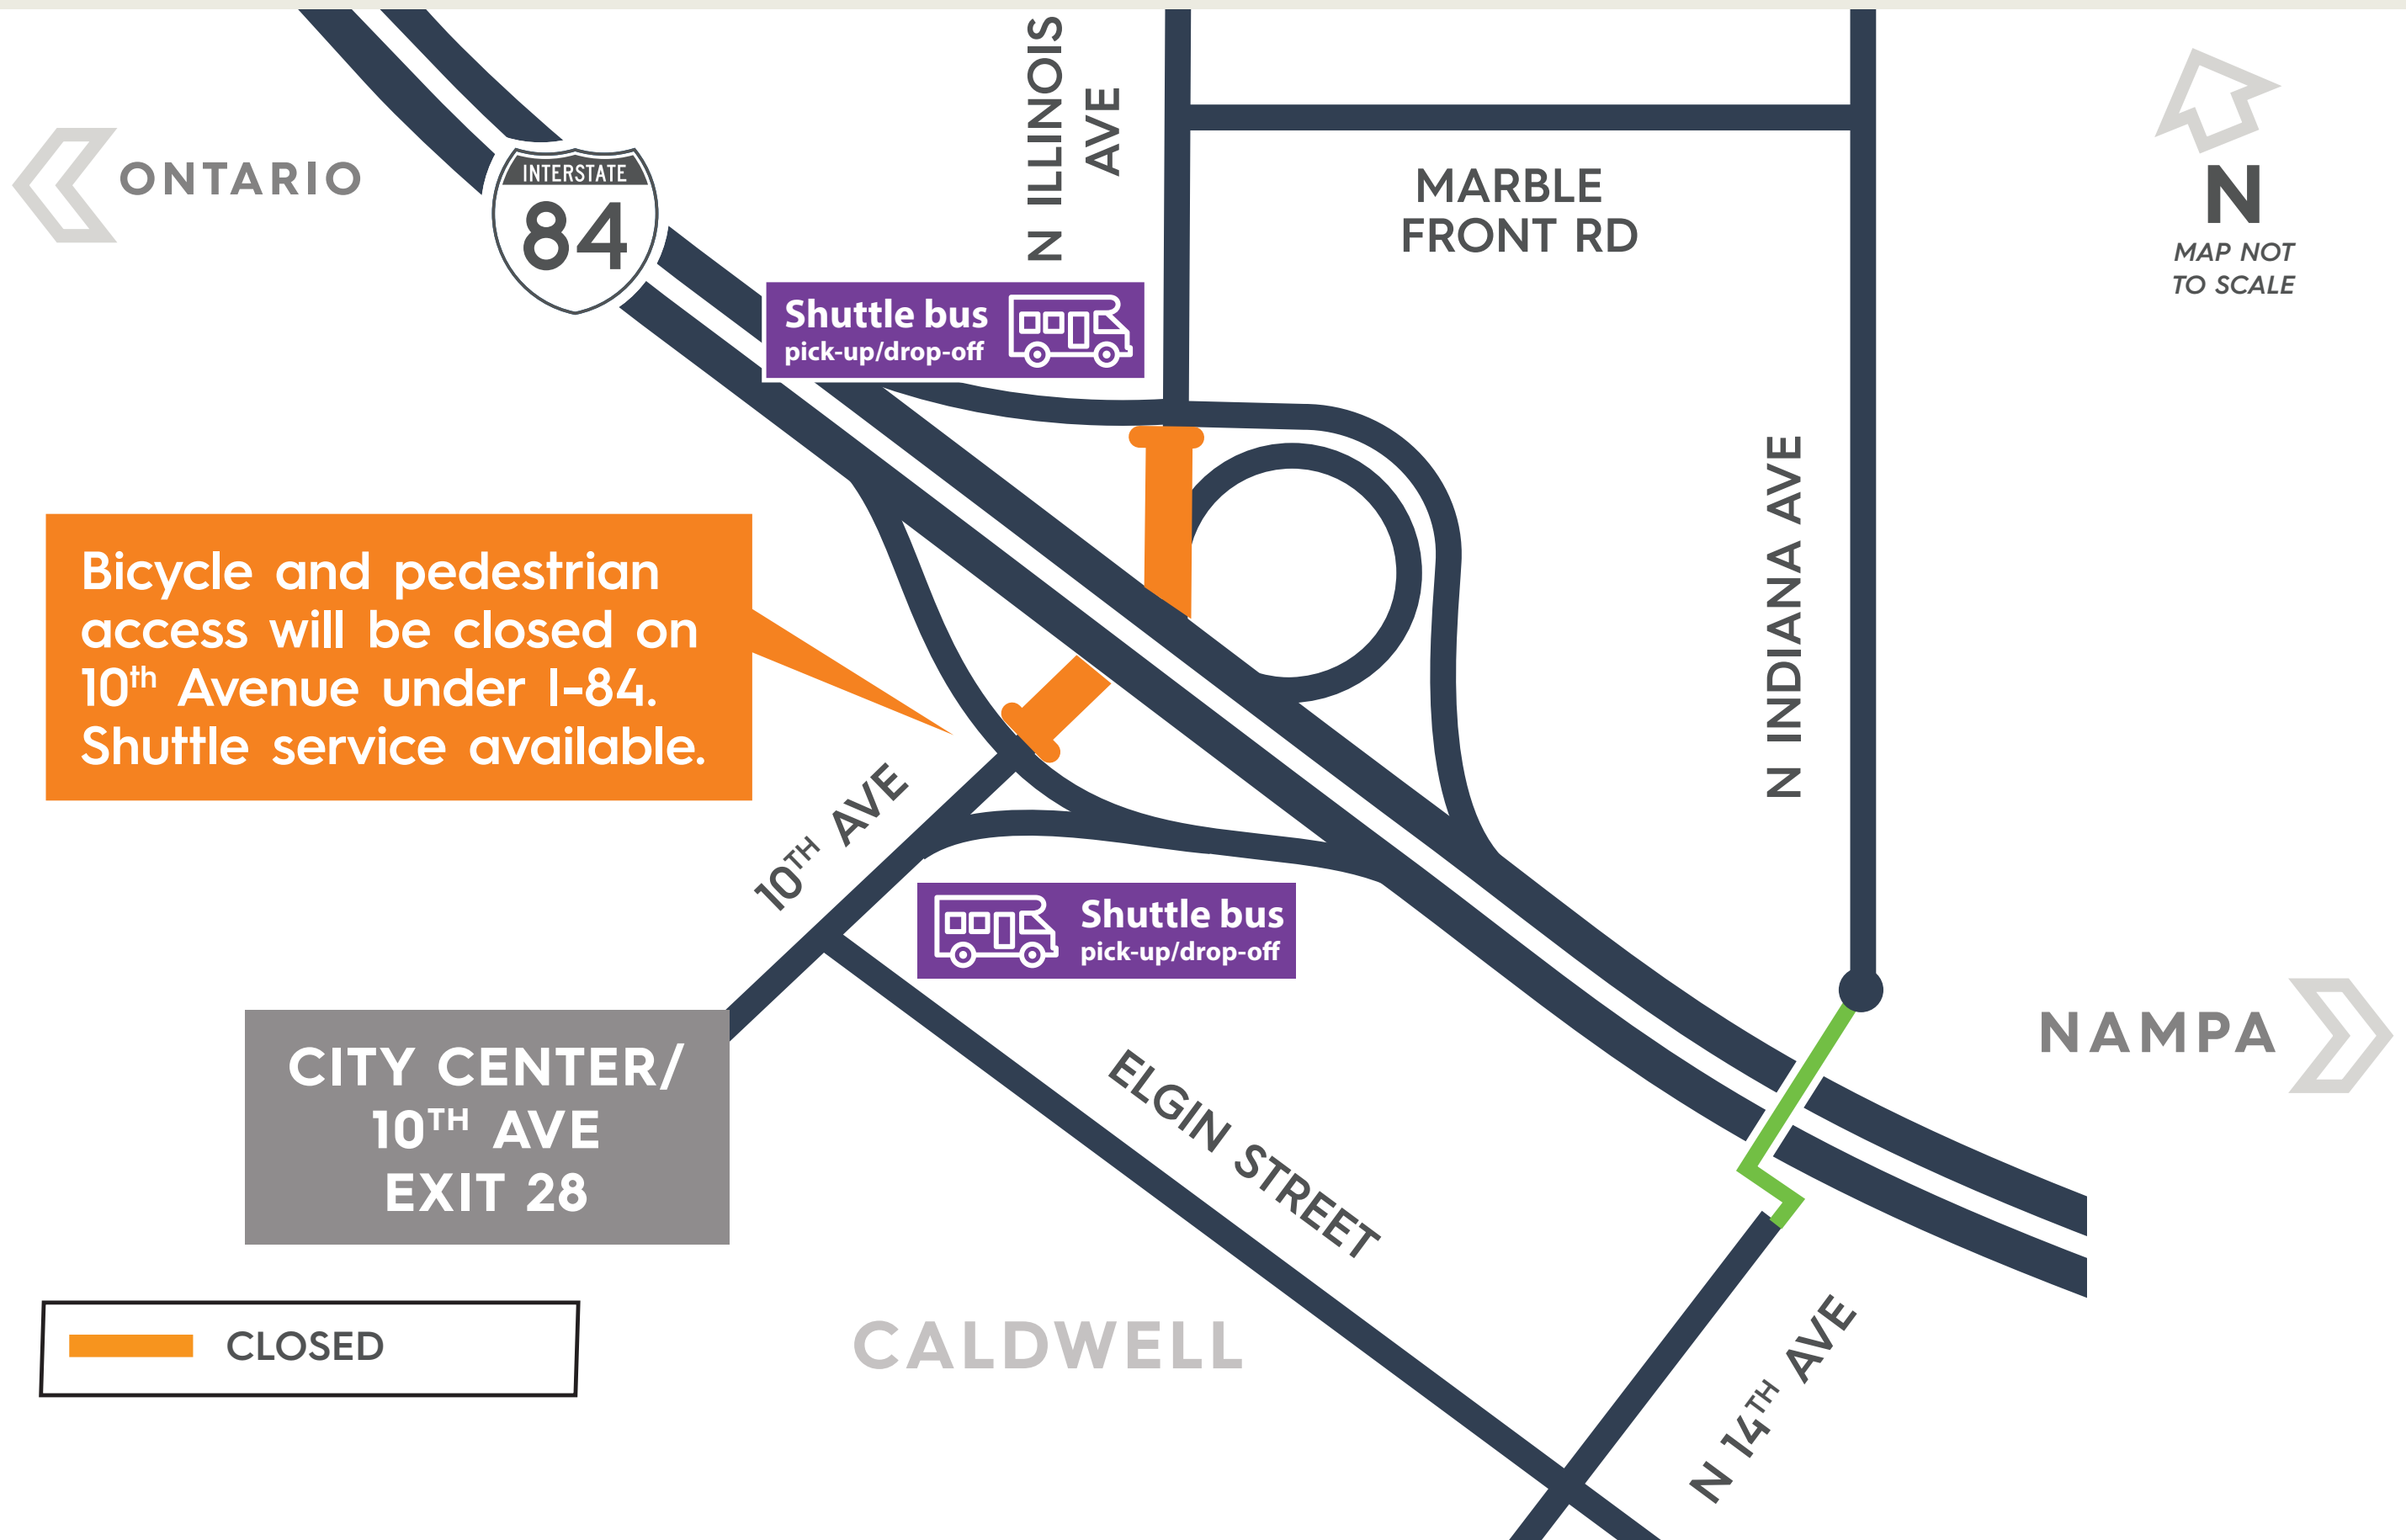 N ILLINOIS
AVE
ONTARIO
INTERSTATE
84
MARBLE
FRONT RD
N
MAP NOT
TO SCALE
Shuttle bus
pick-up/drop-off
Bicycle and pedestrian
access will be closed on
10th Avenue under I-84.
Shuttle service available.
N INDIANA AVE
10TH AVE
Shuttle bus
pick-up/drop-off
CITY CENTER/
10TH AVE
EXIT 28
ELGIN STREET
NAMPA
CLOSED
CALDWELL
N 14TH AVE